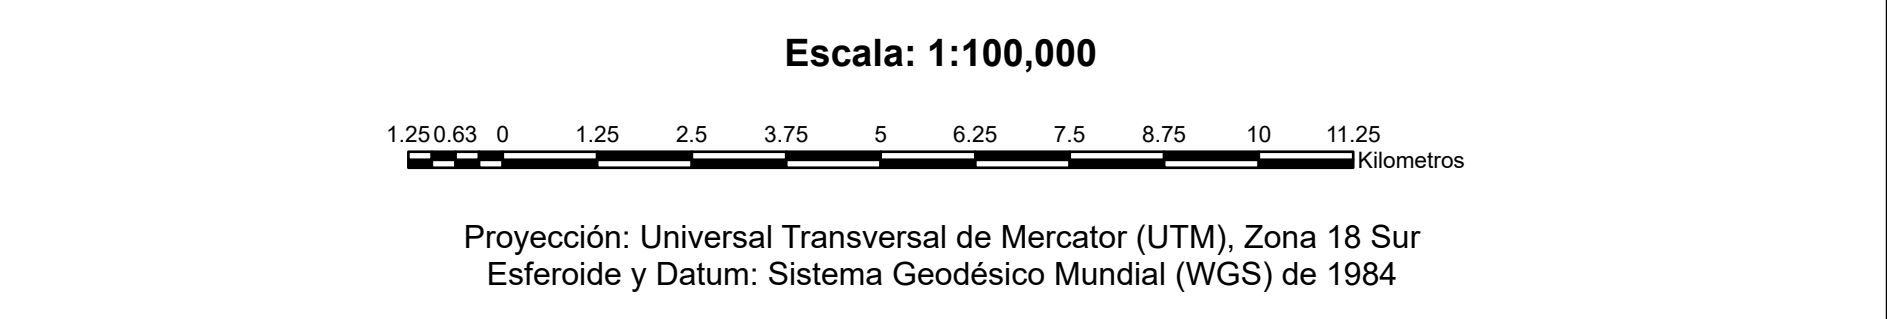 Escala: 1:100,000
1.25 0.63 0 1.25 2.5 3.75 5 6.25 7.5 8.75 10 11.25
Kilometros
Proyección: Universal Transversal de Mercator (UTM), Zona 18 Sur
Esferoide y Datum: Sistema Geodésico Mundial (WGS) de 1984